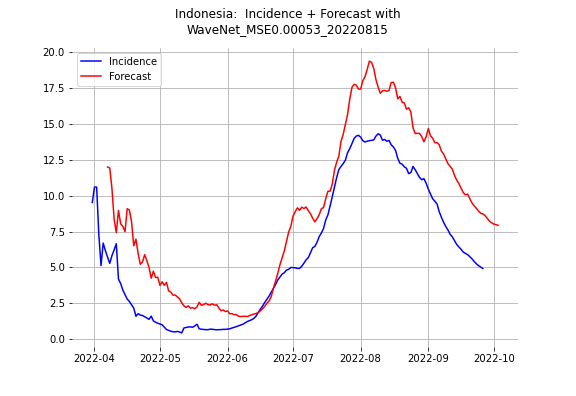 Indonesia:  Incidence + Forecast with
WaveNet_MSE0.00053_20220815
Incidence
Forecast
20.0
17.5
15.0
12.5
10.0
7.5
5.0
2.5
0.0
2022-04 2022-05 2022-06 2022-07 2022-08 2022-09 2022-10